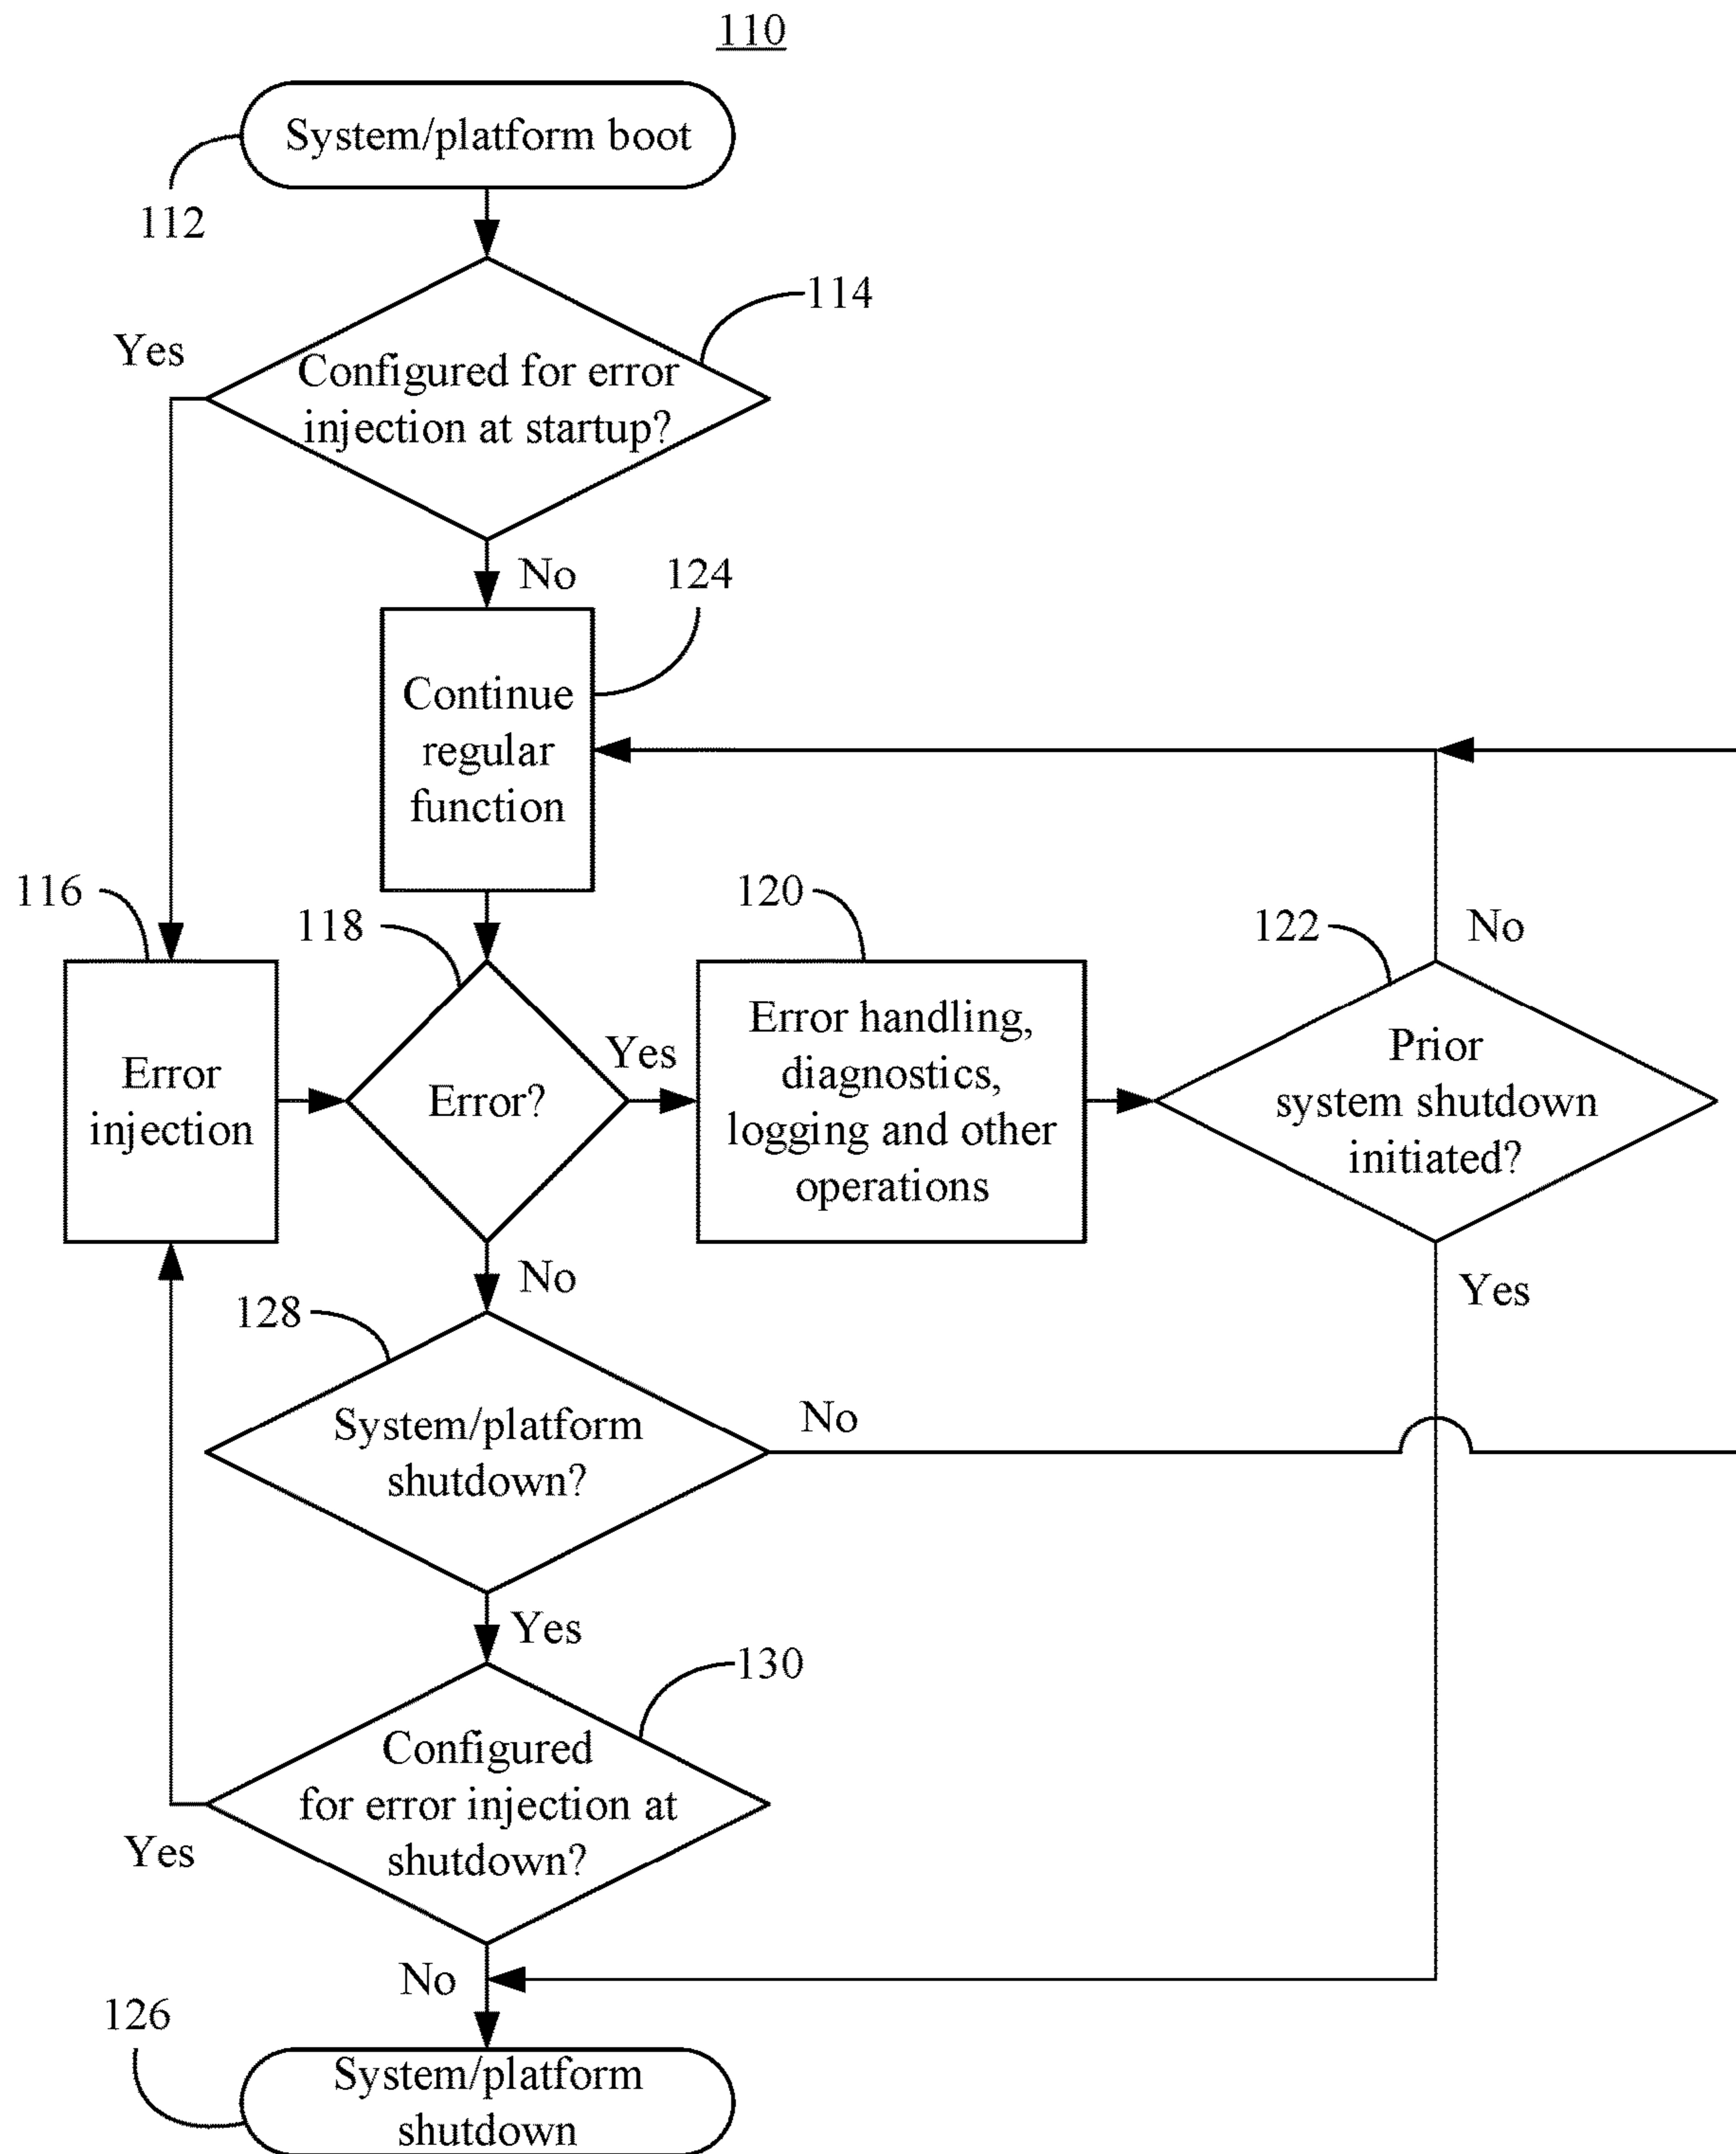 110
System/platform boot
112
114
Yes
Configured for error
injection at startup?
No
124
Continue
regular
function
116
118
120
122
No
Error
injection
Error?
Yes
Error handling,
diagnostics,
logging and other
operations
Prior
system shutdown
initiated?
No
Yes
128
System/platform
shutdown?
No
Yes
130
Configured
for error injection at
shutdown?
Yes
No
126
System/platform
shutdown